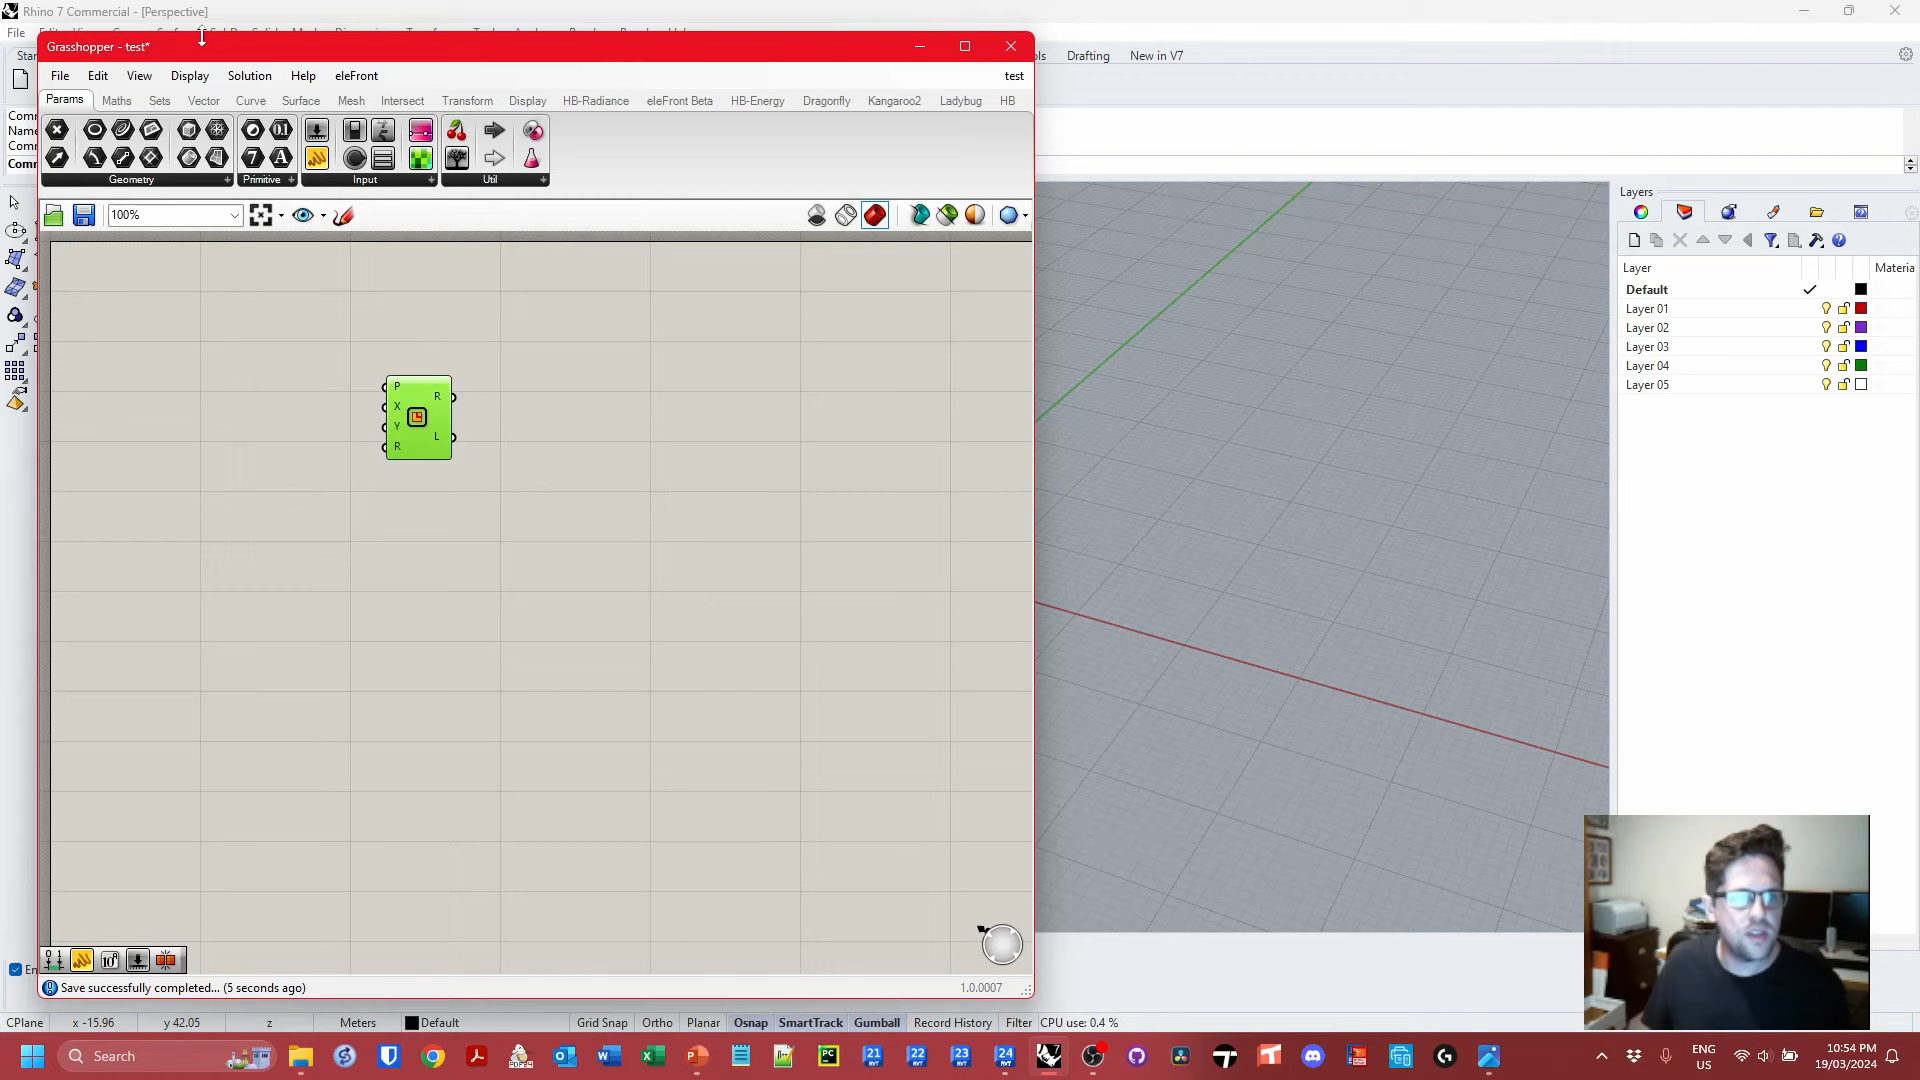 Rhino 7 Commercial - [Perspective]
File
Grasshopper - test*
Drafting
New in V7
File
Edit
View
Display
Solution
Help
eleFront
test
Params
Maths
Sets
Vector
Curve
Surface
Mesh
Intersect
Transform
Display
HB-Radiance
eleFront Beta
HB-Energy
Dragonfly
Kangaroo2
Ladybug
HB
Geometry
Primitive
Input
Util
100%
P
X
Y
R
R
L
Layers
Layer
Materia
Default
Layer 01
Layer 02
Layer 03
Layer 04
Layer 05
Save successfully completed... (5 seconds ago)
1.0.0007
CPlane
x -15.96
y 42.05
z
Meters
Default
Grid Snap
Ortho
Planar
Osnap
SmartTrack
Gumball
Record History
Filter
CPU use: 0.4 %
Search
ENG
US
10:54 PM
19/03/2024